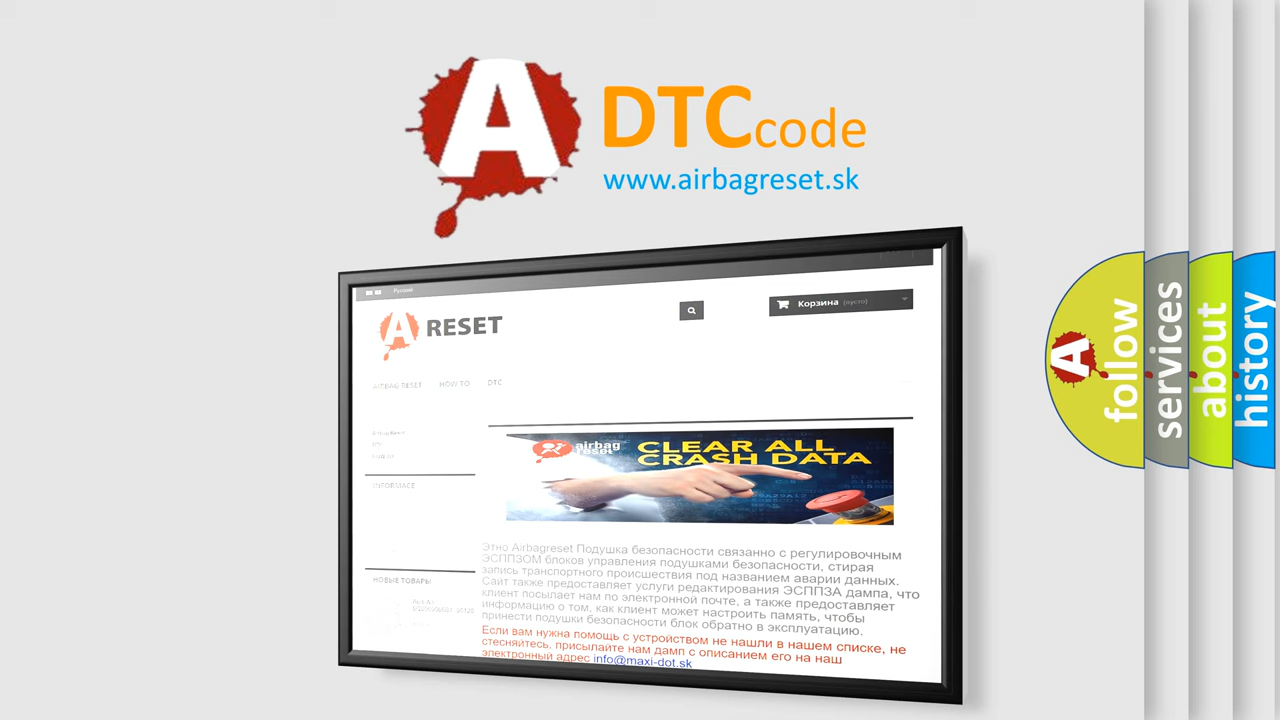 A
DTC code
www.airbagreset.sk
Русский
A RESET
Корзина (пусто)
AIRBAG RESET
HOW TO
DTC
INFORMACE
НОВЫЕ ТОВАРЫ
airbag
reset
CLEAR ALL
CRASH DATA
Этно Airbagreset Подушка безопасности связанно с регулировочным
ЭСППЗОМ блоков управления подушками безопасности, стирая
запись транспортного происшествия под названием аварии данных.
Сайт также предоставляет услуги редактирования ЭСППЗА дампа, что
клиент посылает нам по электронной почте, а также предоставляет
информацию о том, как клиент может настроить память, чтобы
принести подушки безопасности блок обратно в эксплуатацию.
Если вам нужна помощь с устройством не нашли в нашем списке, не
стесняйтесь, присылайте нам дамп с описанием его на наш
электронный адрес info@maxi-dot.sk
A
follow
services
about
history